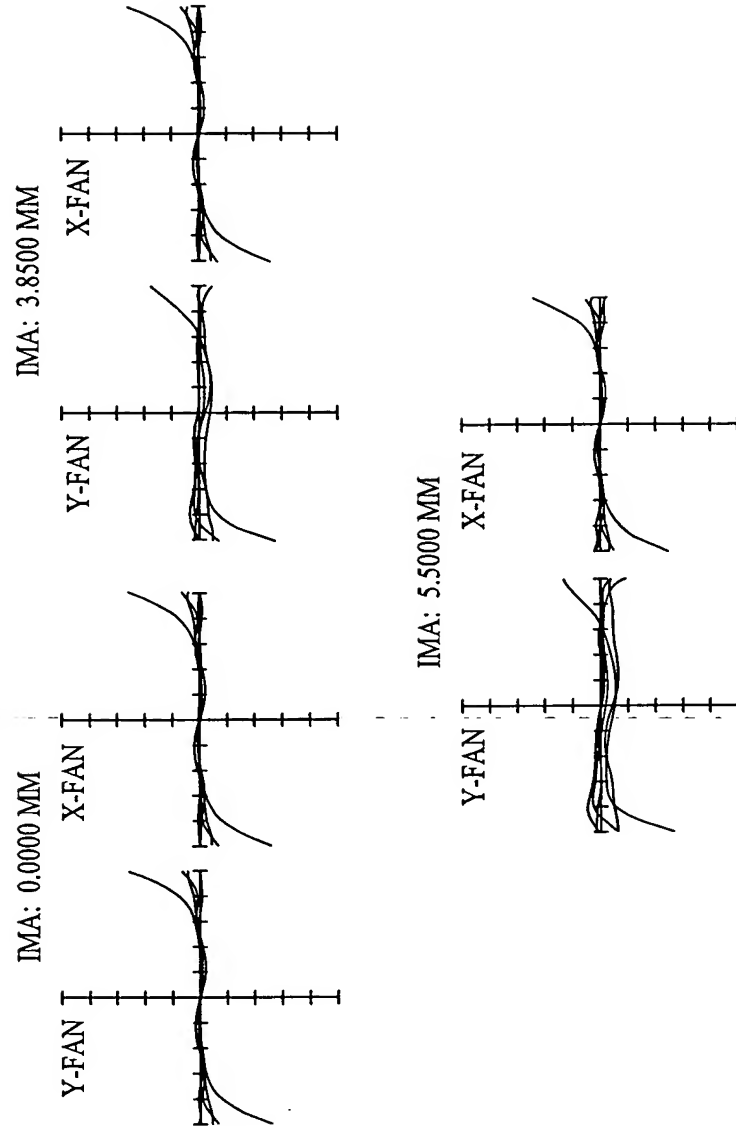 IMA: 0.0000 MM
Y-FAN
X-FAN
IMA: 3.8500 MM
Y-FAN
X-FAN
IMA: 5.5000 MM
Y-FAN
X-FAN